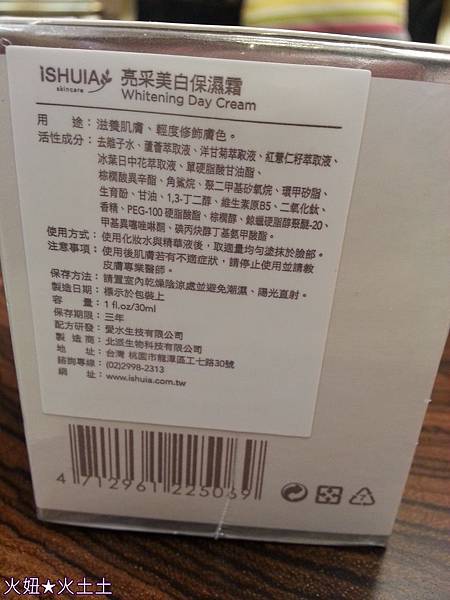 iSHUIA
skincare
亮采美白保濕霜
Whitening Day Cream
用途：滋養肌膚、輕度修飾膚色。
活性成分：去離子水、蘆薈萃取液、洋甘菊萃取液、紅薏仁籽萃取液、
冰葉日中花萃取液、單硬脂酸甘油酯、
棕櫚酸異辛酯、角鯊烷、聚二甲基矽氧烷、環甲矽脂、
生育酚、甘油、1,3-丁二醇、維生素原B5、二氧化鈦、
香精、PEG-100 硬脂酸酯、棕櫚醇、鯨蠟硬脂醇聚醚-20、
甲基異噻唑啉酮、碘丙炔醇丁基氨甲酸酯。
使用方式：使用化妝水與精華液後，取適量均勻塗抹於臉部。
注意事項：使用後肌膚若有不適症狀，請停止使用並請教
皮膚專業醫師。
保存方法：請置室內乾燥陰涼處並避免潮濕、陽光直射。
製造日期：標示於包裝上
容量：1 fl.oz/30ml
保存期限：三年
配方研發：愛水生技有限公司
製造商：北派生物科技有限公司
地址：台灣 桃園市龍潭區工七路30號
諮詢專線：(02)2998-2313
網址：www.ishuia.com.tw
4 712961 225069
7
火妞★火土土